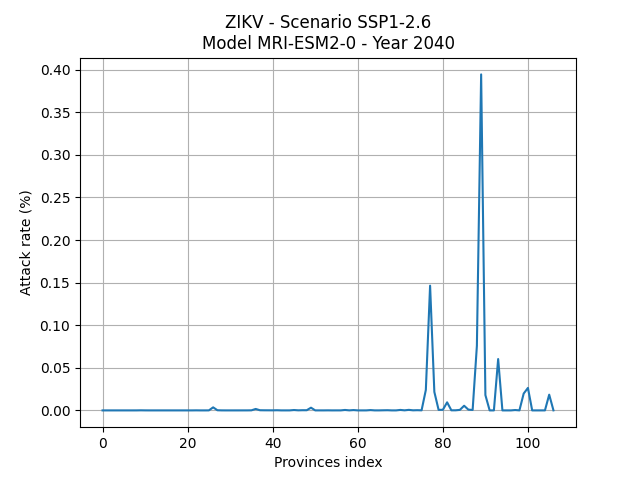 ZIKV - Scenario SSP1-2.6
Model MRI-ESM2-0 - Year 2040
0.40
0.35
0.30
0.25
0.20
0.15
0.10
0.05
0.00
Attack rate (%)
0 20 40 60 80 100
Provinces index